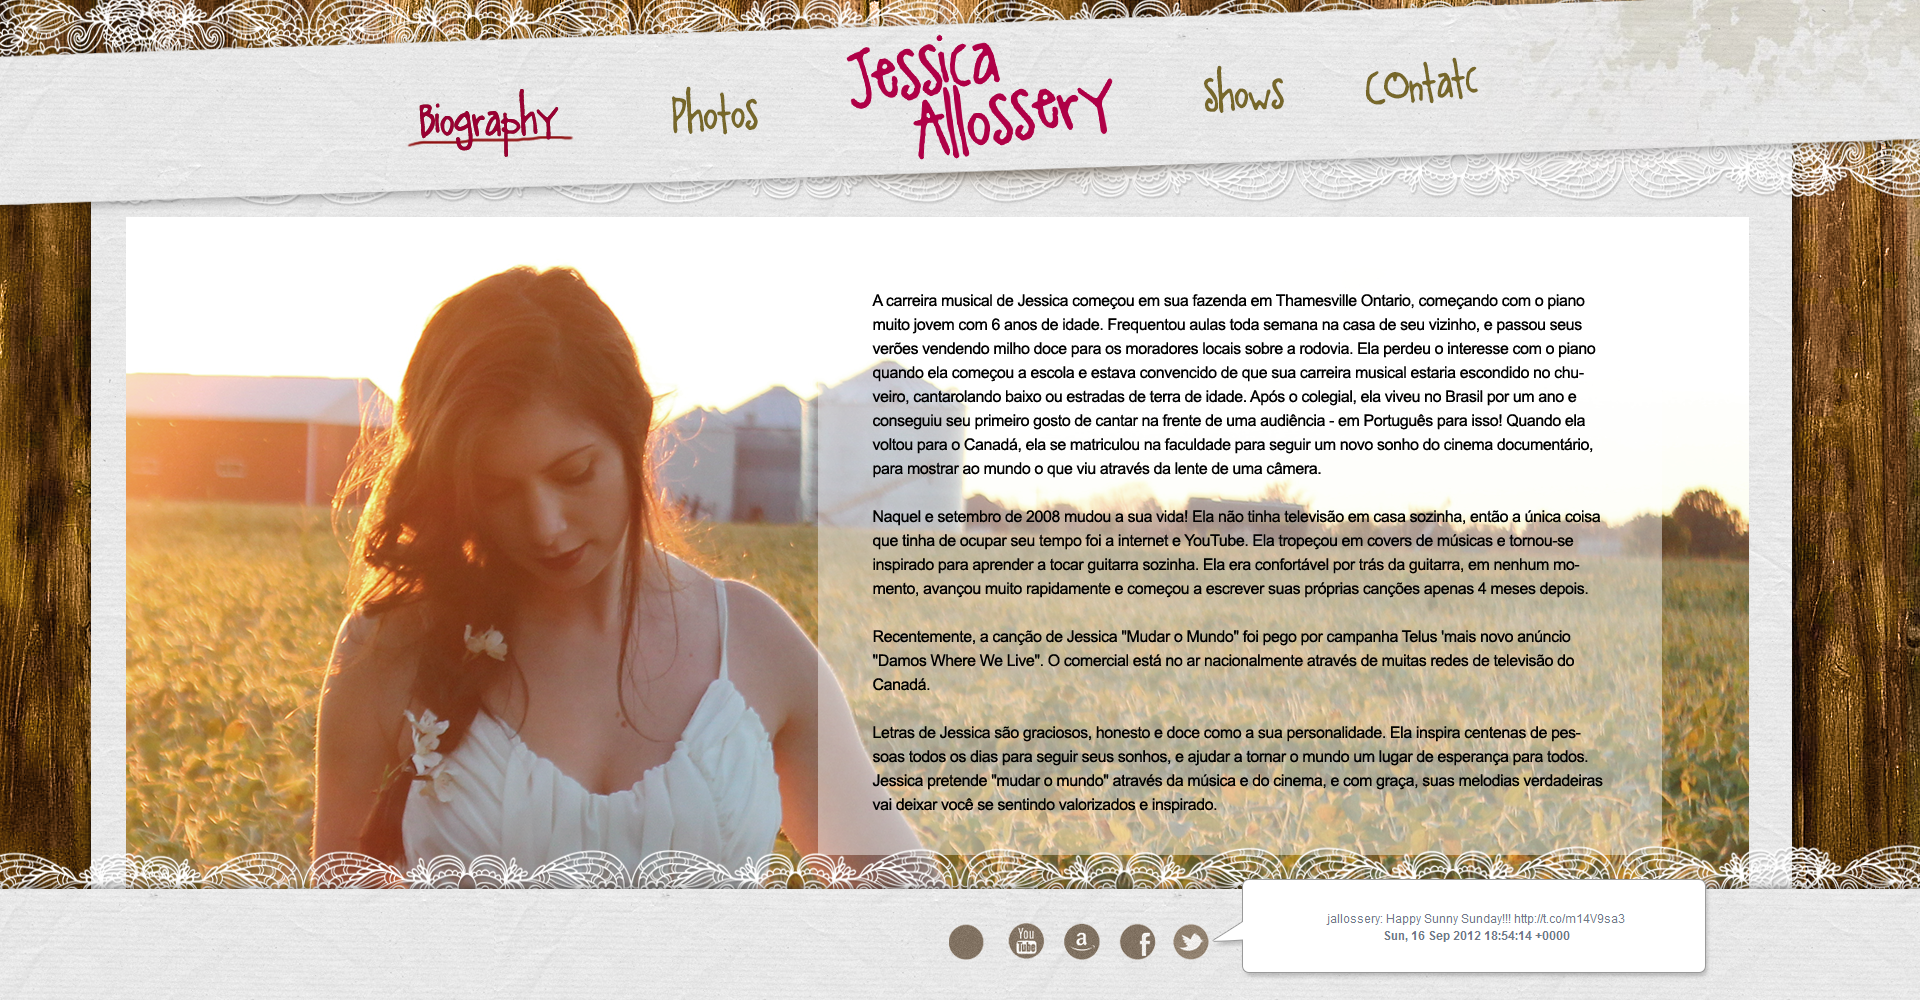 Biography
Photos
Jessica
Allossery
Shows
COntatc
A carreira musical de Jessica começou em sua fazenda em Thamesville Ontario, começando com o piano
muito jovem com 6 anos de idade. Frequentou aulas toda semana na casa de seu vizinho, e passou seus
verões vendendo milho doce para os moradores locais sobre a rodovia. Ela perdeu o interesse com o piano
quando ela começou a escola e estava convencido de que sua carreira musical estaria escondido no chu-
veiro, cantarolando baixo ou estradas de terra de idade. Após o colegial, ela viveu no Brasil por um ano e
conseguiu seu primeiro gosto de cantar na frente de uma audiência - em Português para isso! Quando ela
voltou para o Canadá, ela se matriculou na faculdade para seguir um novo sonho do cinema documentário,
para mostrar ao mundo o que viu através da lente de uma câmera.
Naquel e setembro de 2008 mudou a sua vida! Ela não tinha televisão em casa sozinha, então a única coisa
que tinha de ocupar seu tempo foi a internet e YouTube. Ela tropeçou em covers de músicas e tornou-se
inspirado para aprender a tocar guitarra sozinha. Ela era confortável por trás da guitarra, em nenhum mo-
mento, avançou muito rapidamente e começou a escrever suas próprias canções apenas 4 meses depois.
Recentemente, a canção de Jessica "Mudar o Mundo" foi pego por campanha Telus 'mais novo anúncio
"Damos Where We Live". O comercial está no ar nacionalmente através de muitas redes de televisão do
Canadá.
Letras de Jessica são graciosos, honesto e doce como a sua personalidade. Ela inspira centenas de pes-
soas todos os dias para seguir seus sonhos, e ajudar a tornar o mundo um lugar de esperança para todos.
Jessica pretende "mudar o mundo" através da música e do cinema, e com graça, suas melodias verdadeiras
vai deixar você se sentindo valorizados e inspirado.
You
Tube
a
f
jallossery: Happy Sunny Sunday!!! http://t.co/m14V9sa3
Sun, 16 Sep 2012 18:54:14 +0000